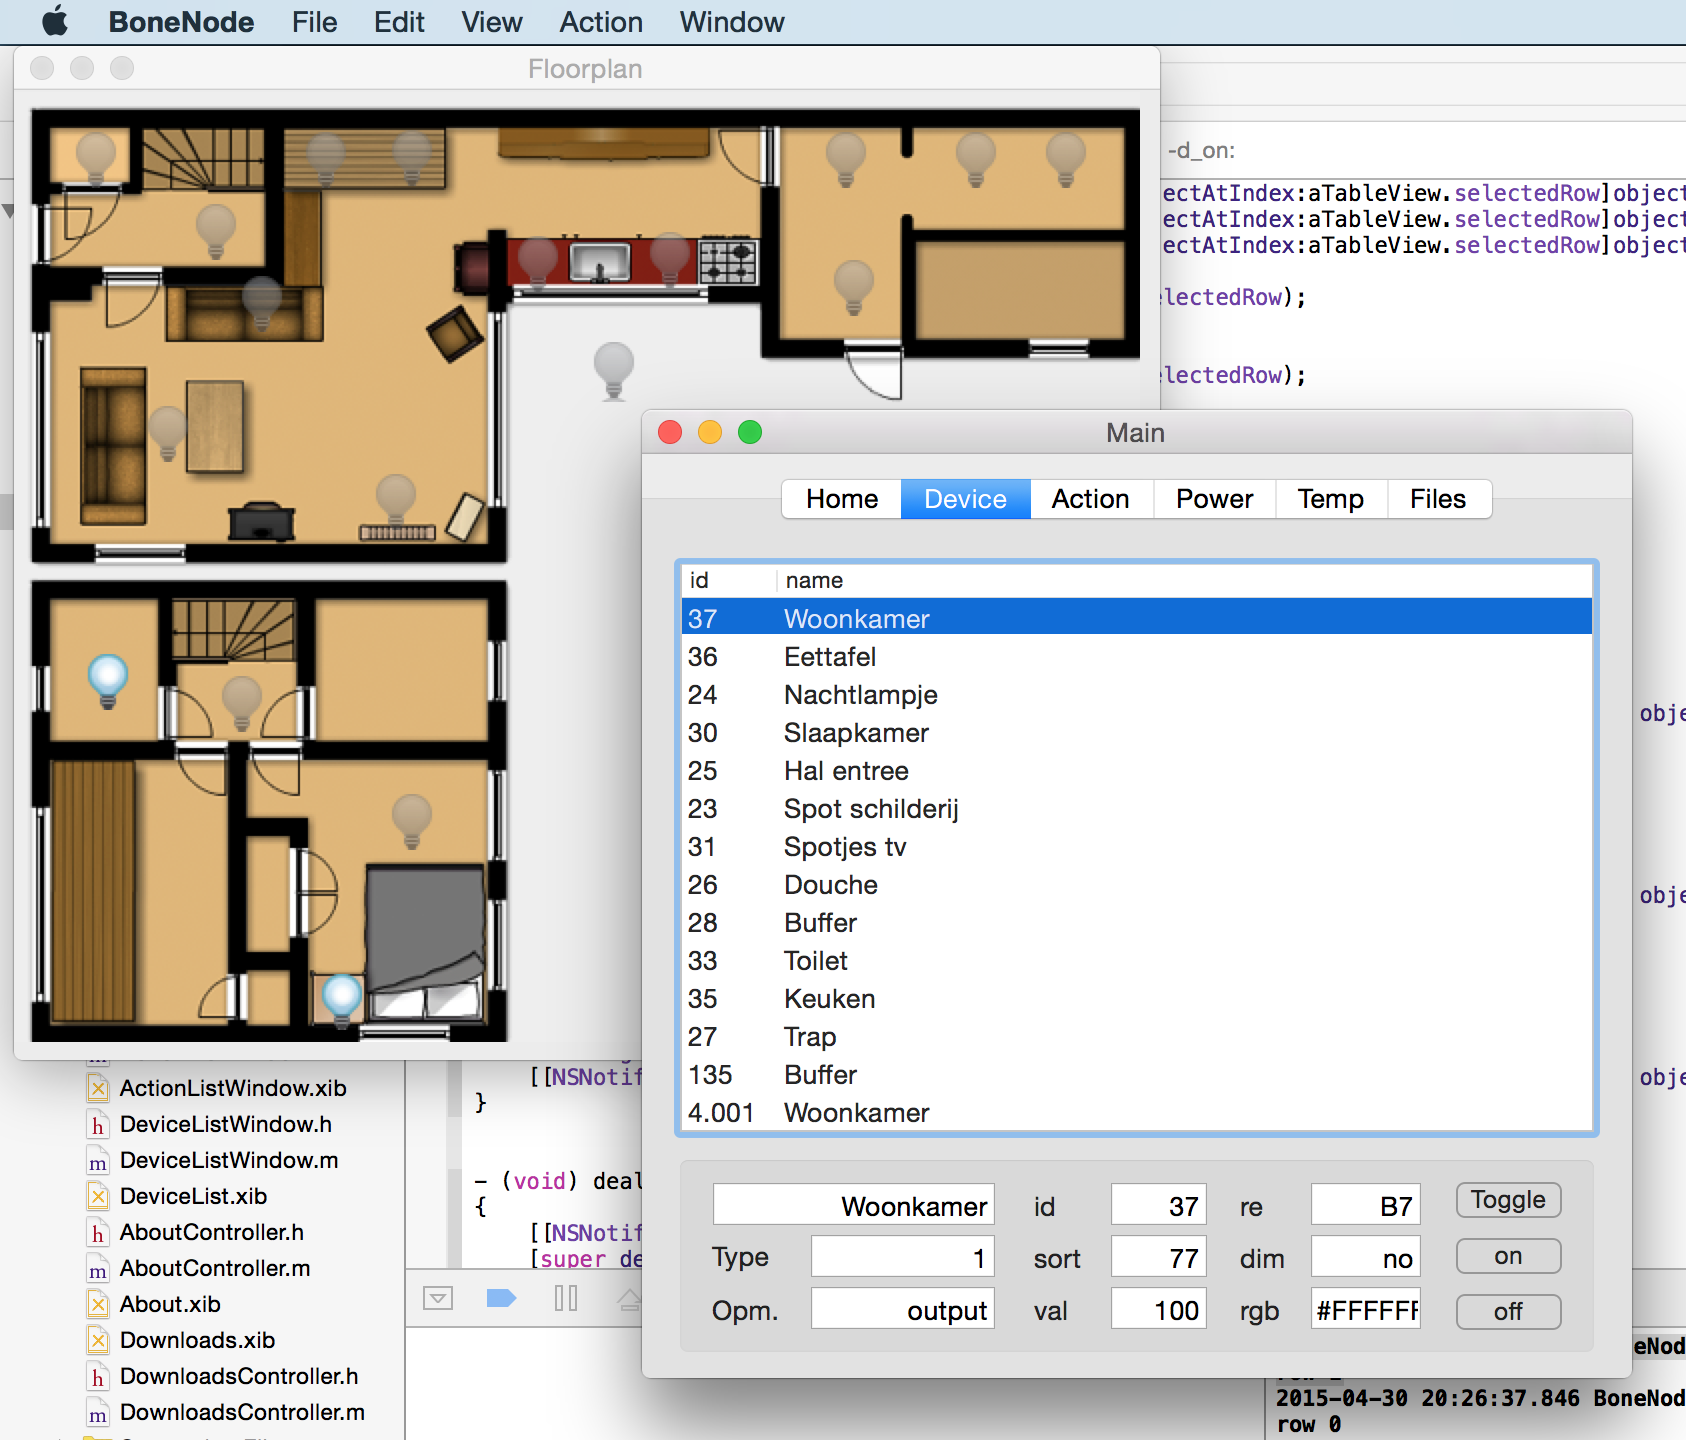 BoneNode File Edit View Action Window
Floorplan
-d_on:
ectAtIndex:aTableView.selectedRow]object
ectAtIndex:aTableView.selectedRow]object
ectAtIndex:aTableView.selectedRow]object
electedRow);
electedRow);
Main
Home Device Action Power Temp Files
id name
37 Woonkamer
36 Eettafel
24 Nachtlampje
30 Slaapkamer
25 Hal entree
23 Spot schilderij
31 Spotjes tv
26 Douche
28 Buffer
33 Toilet
35 Keuken
27 Trap
135 Buffer
4.001 Woonkamer
Woonkamer id 37 re B7 Toggle
Type 1 sort 77 dim no on
Opm. output val 100 rgb #FFFFFF off
obje
obje
obje
ActionListWindow.xib
h DeviceListWindow.h
m DeviceListWindow.m
DeviceList.xib
h AboutController.h
m AboutController.m
About.xib
Downloads.xib
h DownloadsController.h
m DownloadsController.m
[[NSNotif
}
- (void) deal
{
[[NSNotif
[super de
eNod
2015-04-30 20:26:37.846 BoneNod
row 0